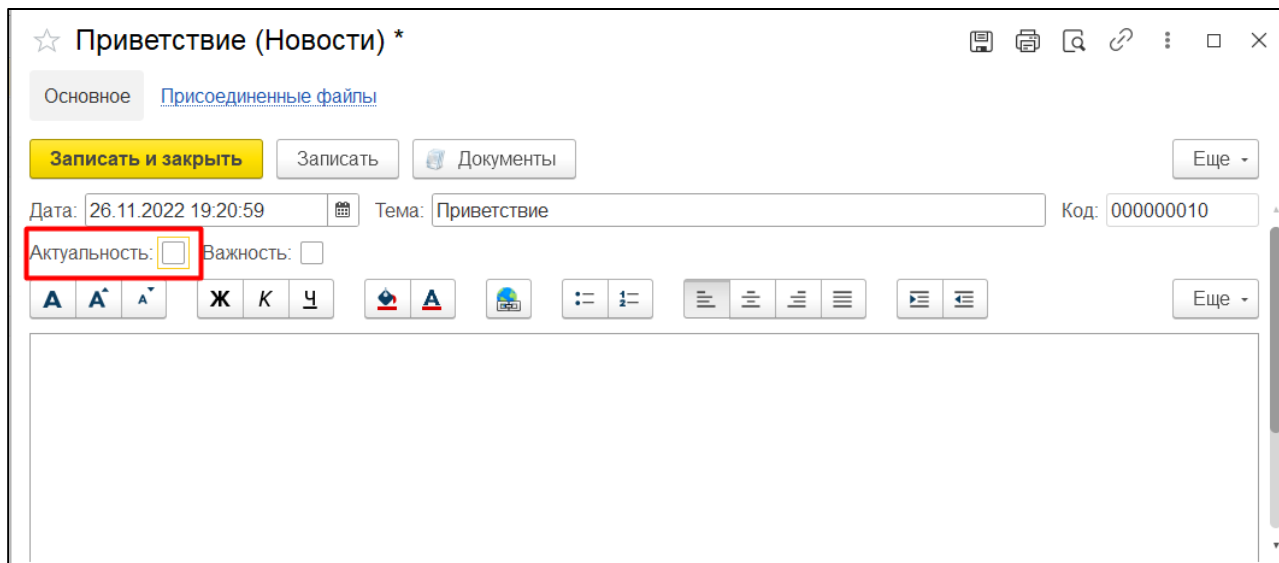 Приветствие (Новости) *
Основное Присоединенные файлы
Записать и закрыть Записать Документы Еще
Дата: 26.11.2022 19:20:59 Тема: Приветствие Код: 000000010
Актуальность: Важность:
А А А Ж К Ч А Еще